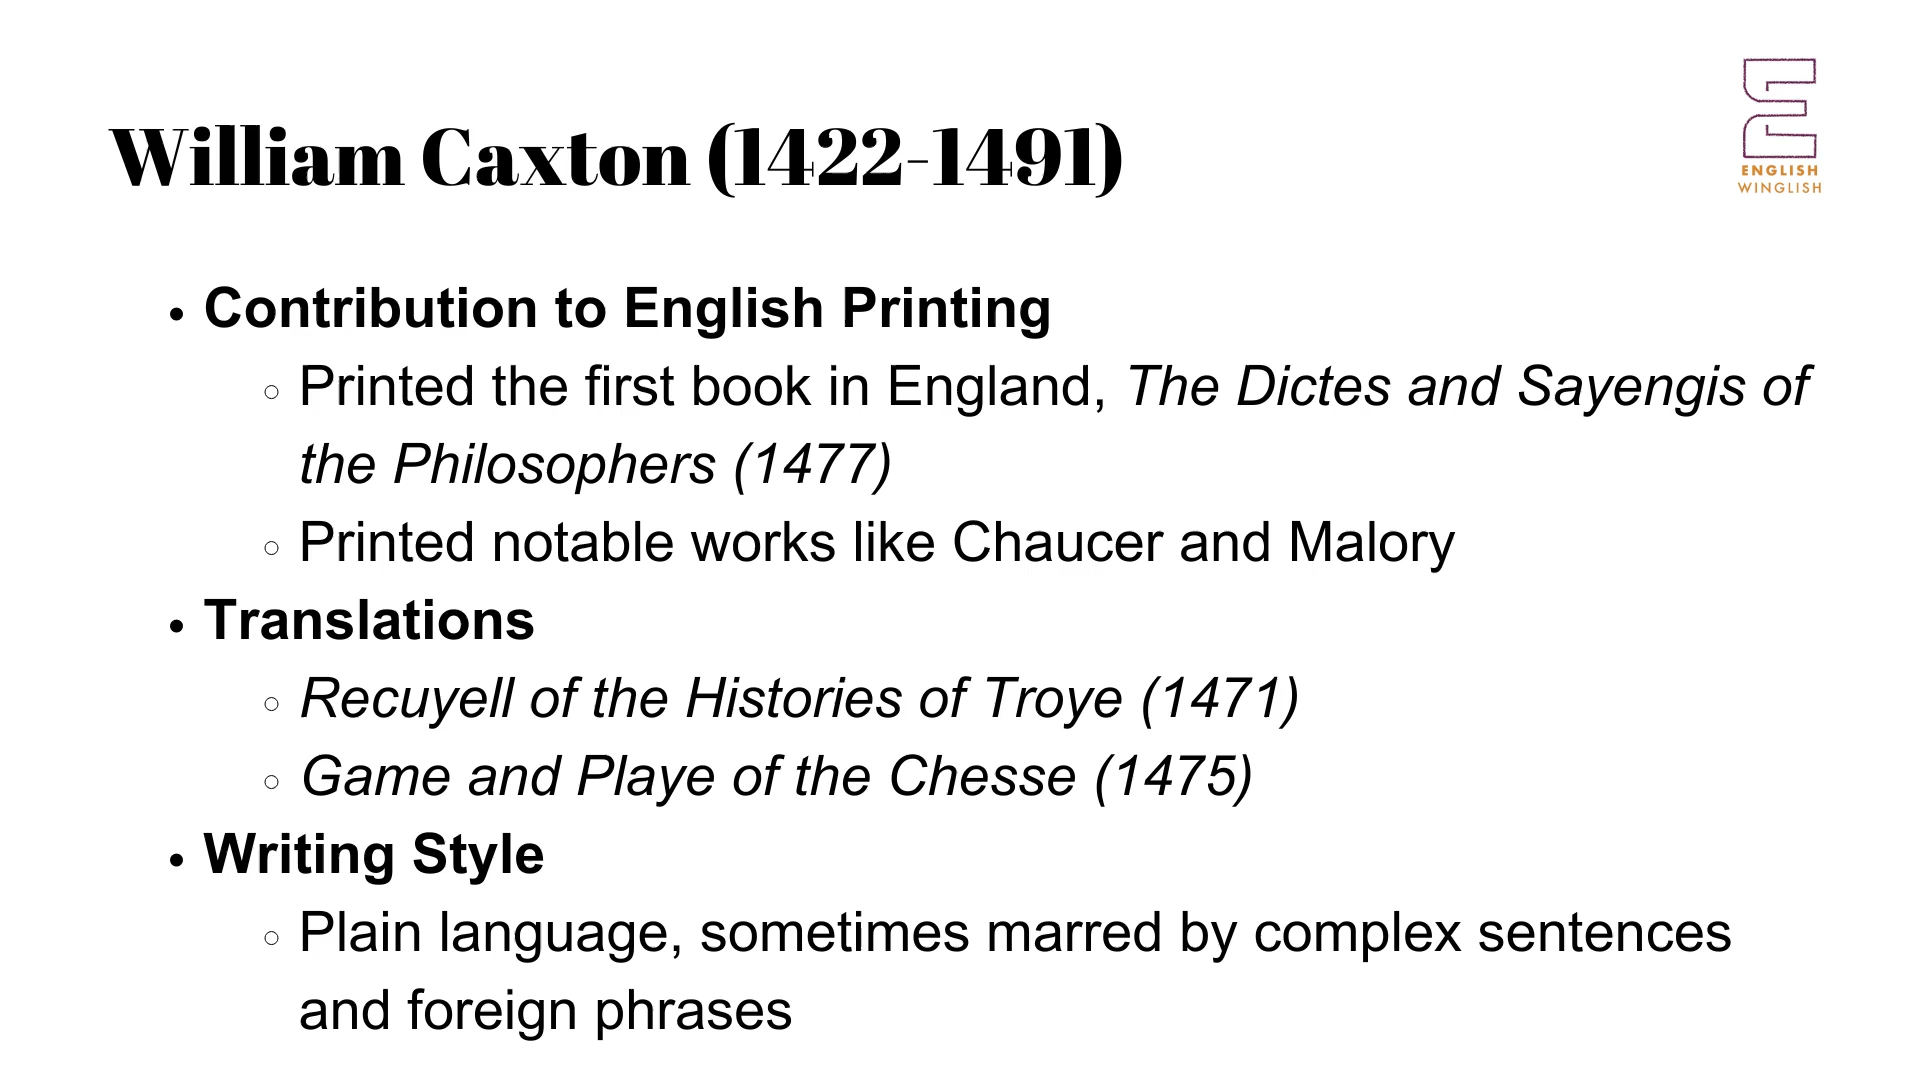 William Caxton (1422-1491)
ENGLISH
WINGLISH
• Contribution to English Printing
◦ Printed the first book in England, The Dictes and Sayengis of
the Philosophers (1477)
◦ Printed notable works like Chaucer and Malory
• Translations
◦ Recuyell of the Histories of Troye (1471)
◦ Game and Playe of the Chesse (1475)
• Writing Style
◦ Plain language, sometimes marred by complex sentences
and foreign phrases